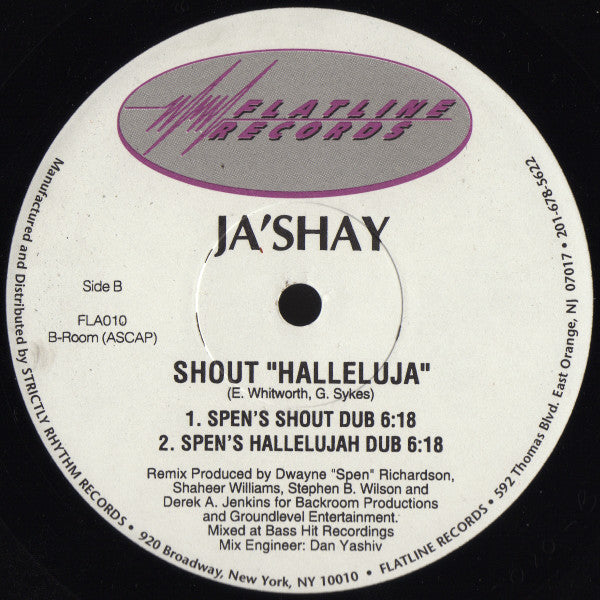 FLATLINE
RECORDS
JA'SHAY
Side B
FLA010
B-Room (ASCAP)
SHOUT "HALLELUJA"
(E. Whitworth, G. Sykes)
1. SPEN'S SHOUT DUB 6:18
2. SPEN'S HALLELUJAH DUB 6:18
Remix Produced by Dwayne "Spen" Richardson,
Shaheer Williams, Stephen B. Wilson and
Derek A. Jenkins for Backroom Productions
and Groundlevel Entertainment.
Mixed at Bass Hit Recordings
Mix Engineer: Dan Yashiv
Manufactured and Distributed by STRICTLY RHYTHM RECORDS • 920 Broadway, New York, NY 10010 • FLATLINE RECORDS • 592 Thomas Blvd. East Orange, NJ 07017 • 201-678-5622